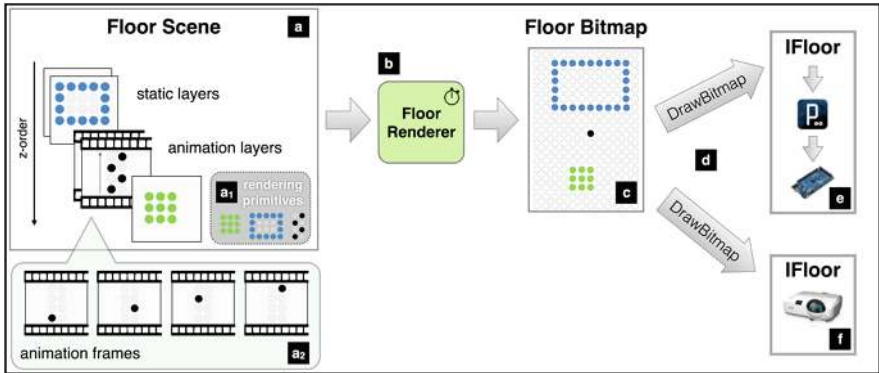 Floor Scene
a
z-order
static layers
animation layers
a1
rendering
primitives
animation frames
a2
b
Floor
Renderer
Floor Bitmap
c
DrawBitmap
d
DrawBitmap
IFloor
P
e
IFloor
f